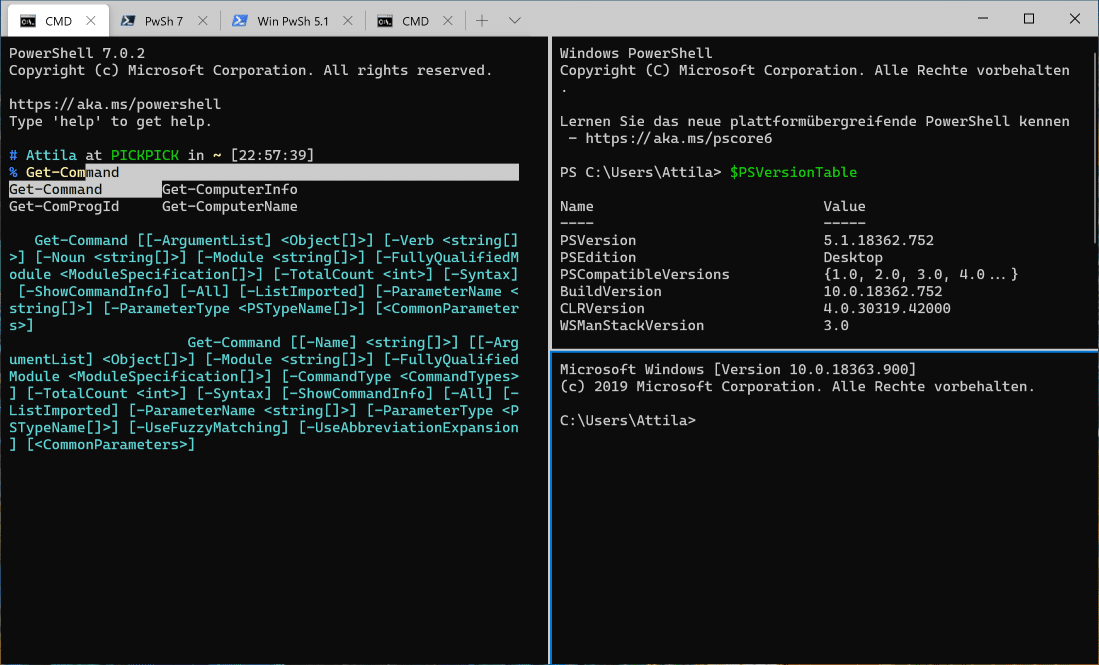 CMD PwSh 7 Win PwSh 5.1 CMD
PowerShell 7.0.2
Copyright (c) Microsoft Corporation. All rights reserved.
https://aka.ms/powershell
Type 'help' to get help.
# Attila at PICKPICK in ~ [22:57:39]
% Get-Command
Get-Command Get-ComputerInfo
Get-ComProgId Get-ComputerName
Get-Command [[-ArgumentList] <Object[]>] [-Verb <string[]
>] [-Noun <string[]>] [-Module <string[]>] [-FullyQualifiedM
odule <ModuleSpecification[]>] [-TotalCount <int>] [-Syntax]
[-ShowCommandInfo] [-All] [-ListImported] [-ParameterName <
string[]>] [-ParameterType <PSTypeName[]>] [<CommonParameter
s>]
Get-Command [[-Name] <string[]>] [[-Arg
umentList] <Object[]>] [-Module <string[]>] [-FullyQualified
Module <ModuleSpecification[]>] [-CommandType <CommandTypes>
] [-TotalCount <int>] [-Syntax] [-ShowCommandInfo] [-All] [-
ListImported] [-ParameterName <string[]>] [-ParameterType <P
STypeName[]>] [-UseFuzzyMatching] [-UseAbbreviationExpansion
] [<CommonParameters>]
Windows PowerShell
Copyright (C) Microsoft Corporation. Alle Rechte vorbehalten
.
Lernen Sie das neue plattformübergreifende PowerShell kennen
– https://aka.ms/pscore6
PS C:\Users\Attila> $PSVersionTable
Name Value
---- -----
PSVersion 5.1.18362.752
PSEdition Desktop
PSCompatibleVersions {1.0, 2.0, 3.0, 4.0...}
BuildVersion 10.0.18362.752
CLRVersion 4.0.30319.42000
WSManStackVersion 3.0
Microsoft Windows [Version 10.0.18363.900]
(c) 2019 Microsoft Corporation. Alle Rechte vorbehalten.
C:\Users\Attila>